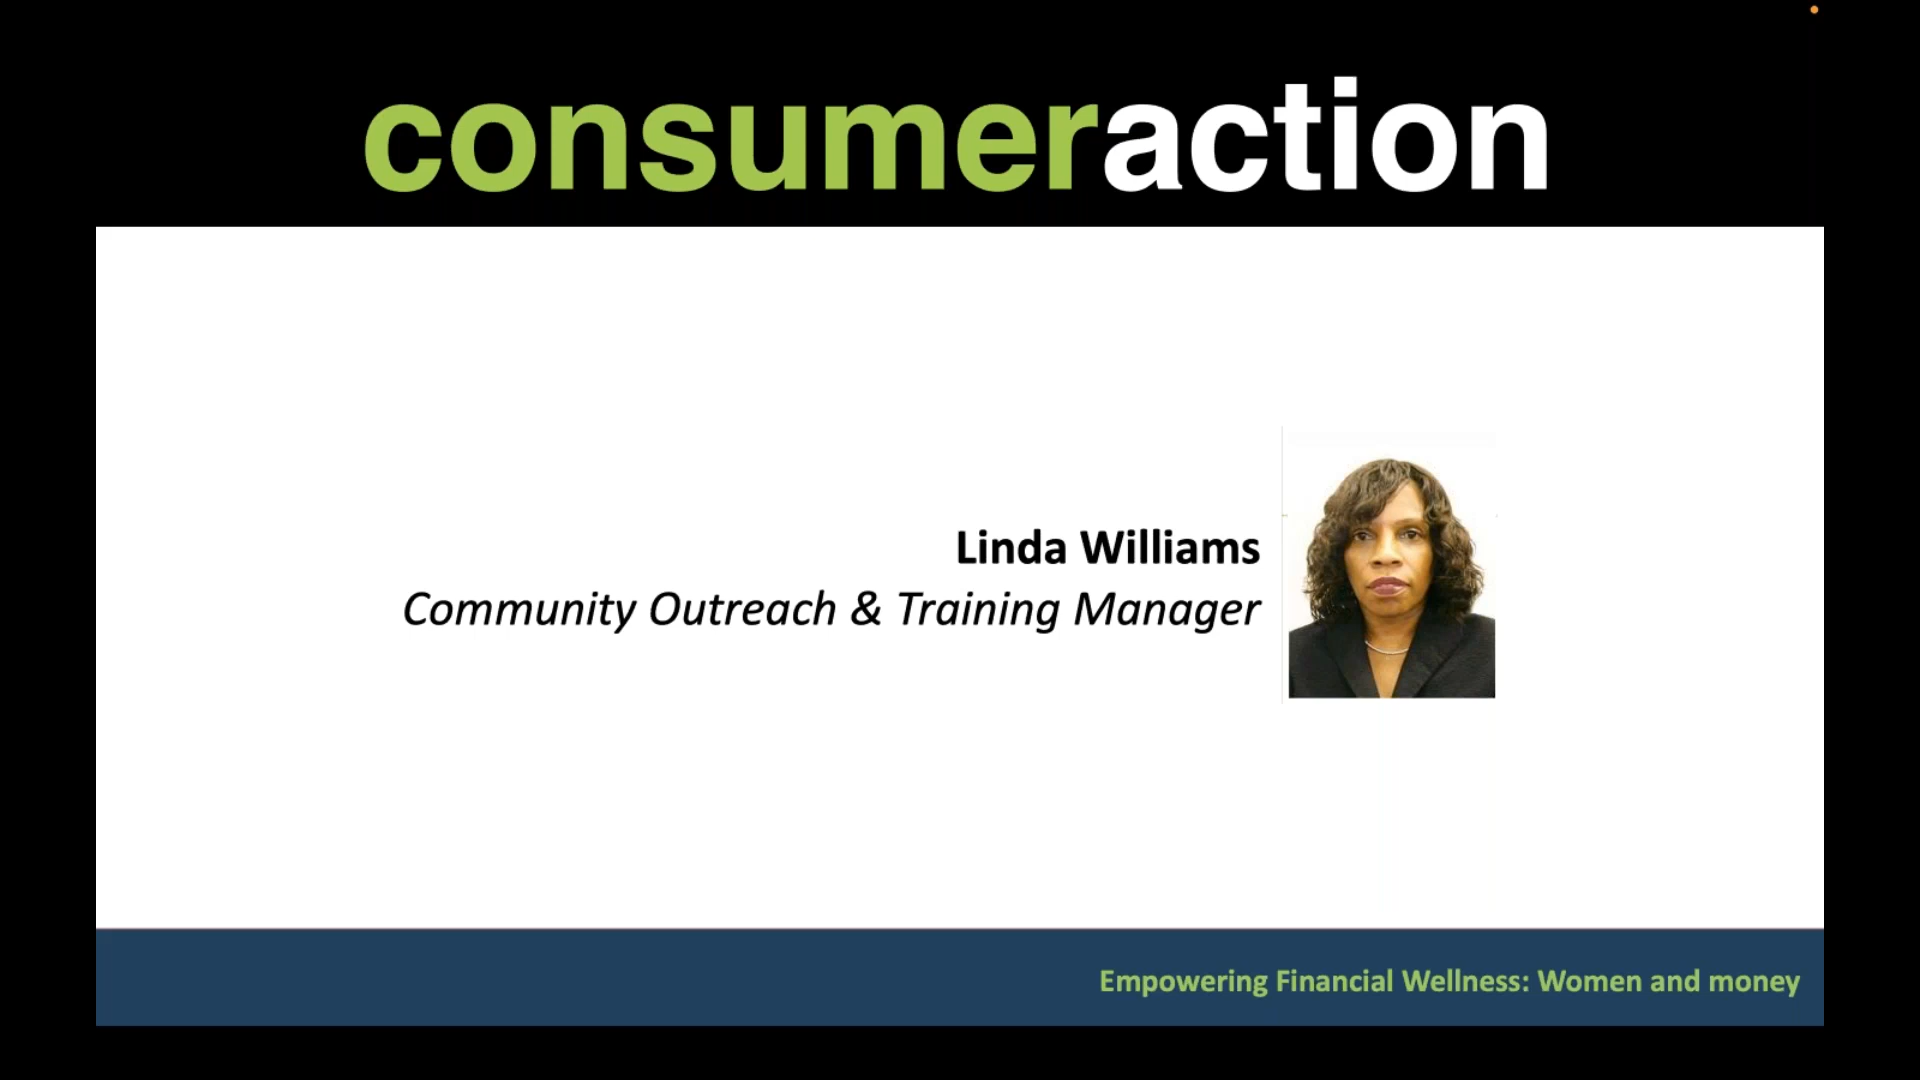 consumeraction
Linda Williams
Community Outreach & Training Manager
Empowering Financial Wellness: Women and money